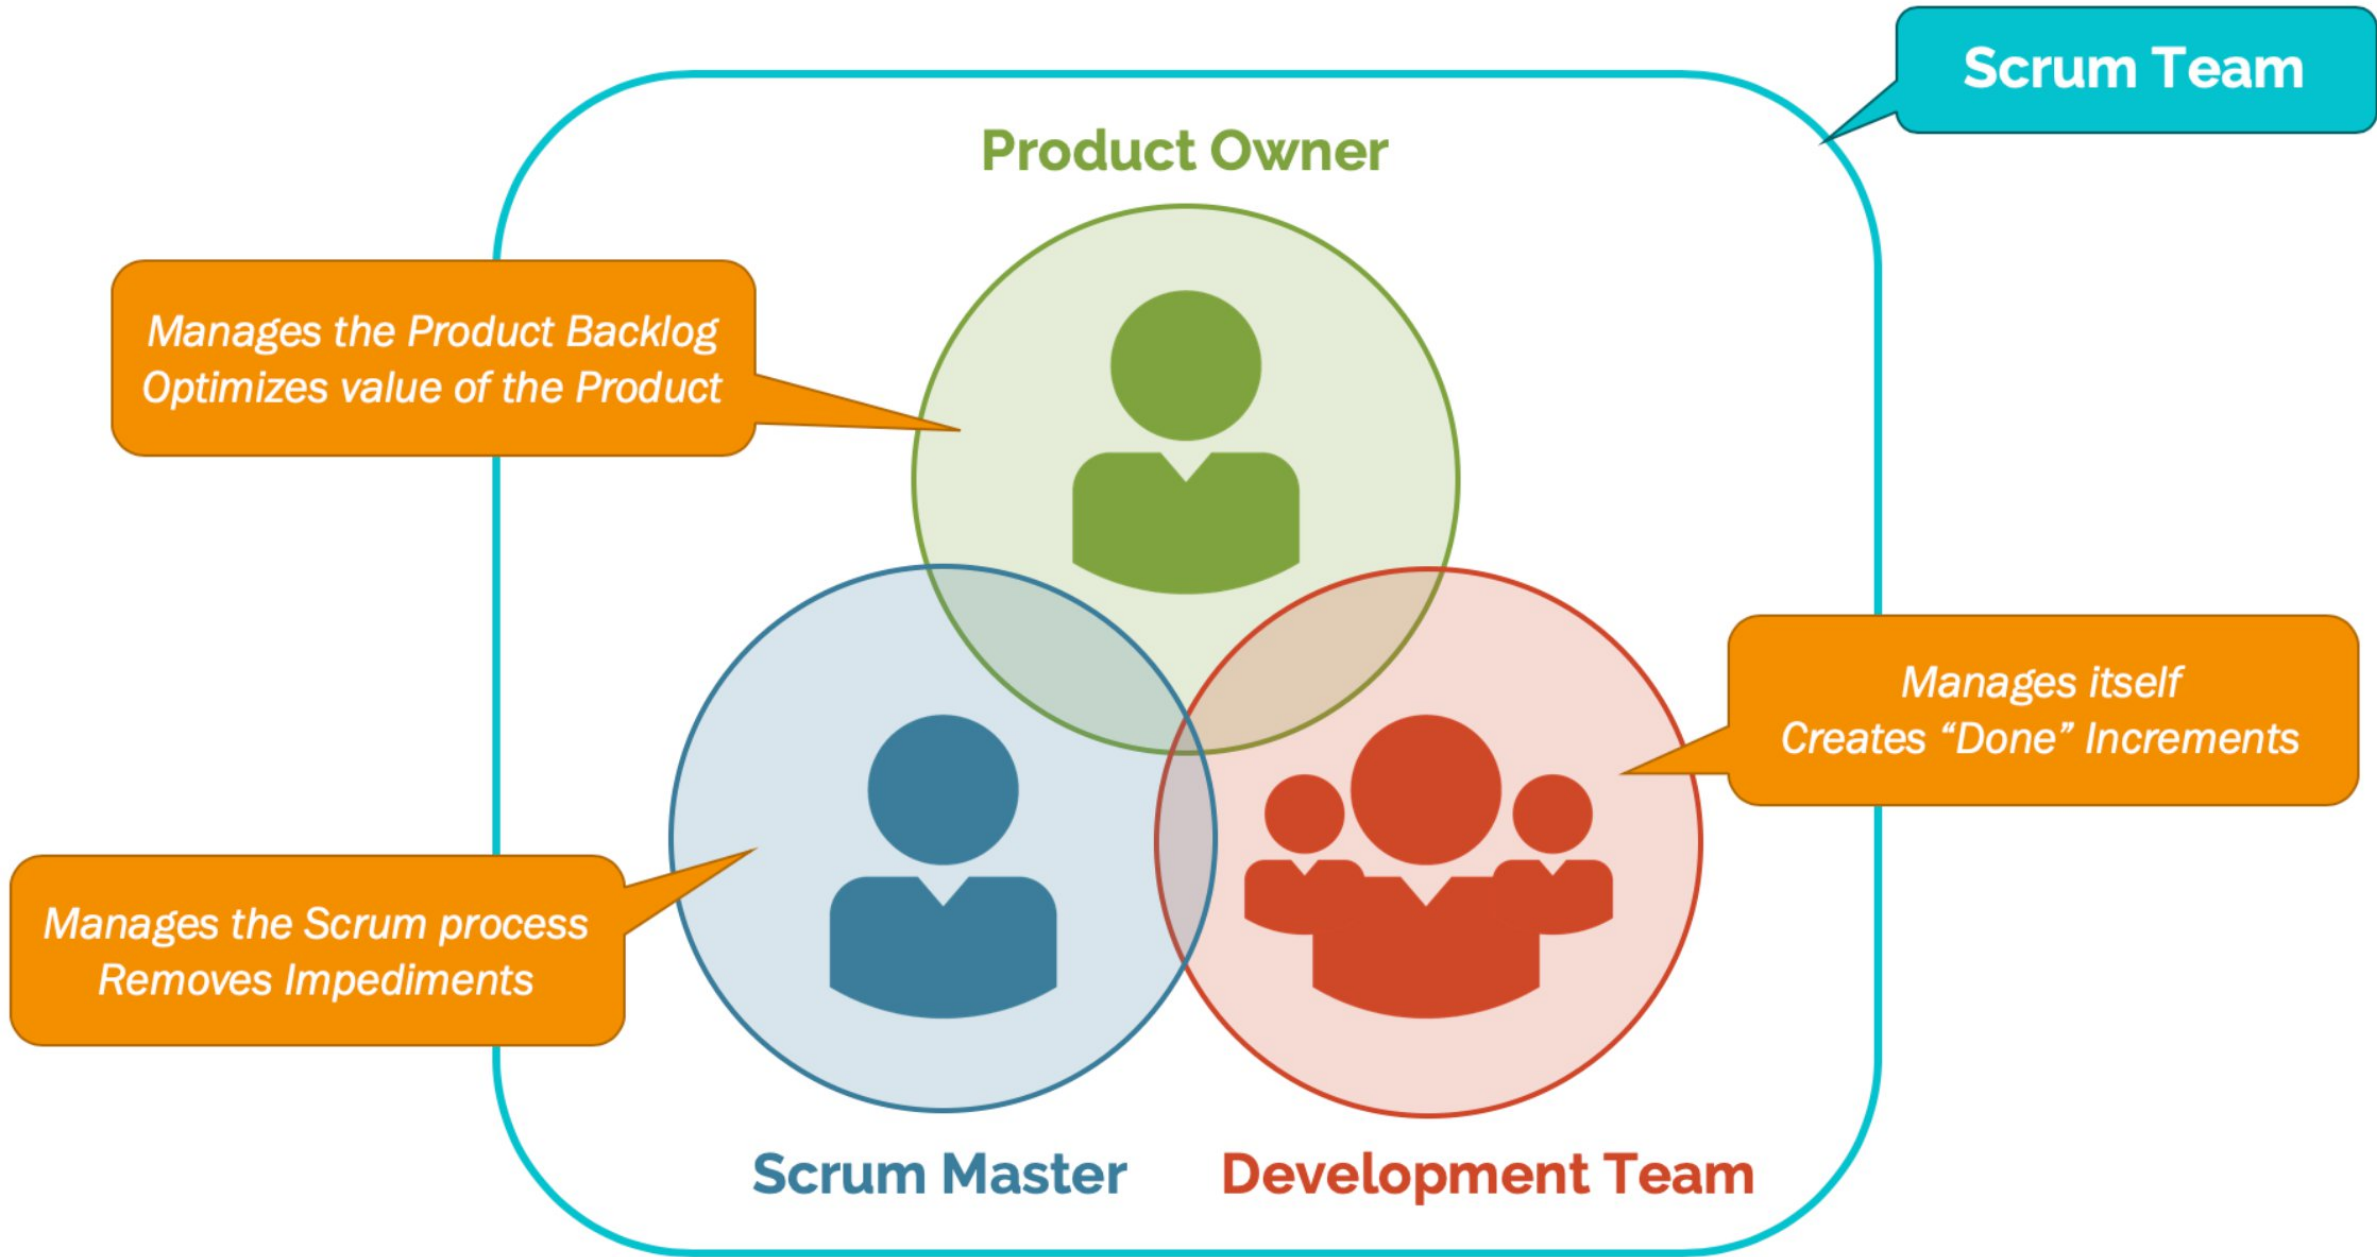 Scrum Team
Product Owner
Manages the Product Backlog
Optimizes value of the Product
Manages itself
Creates “Done” Increments
Manages the Scrum process
Removes Impediments
Scrum Master
Development Team